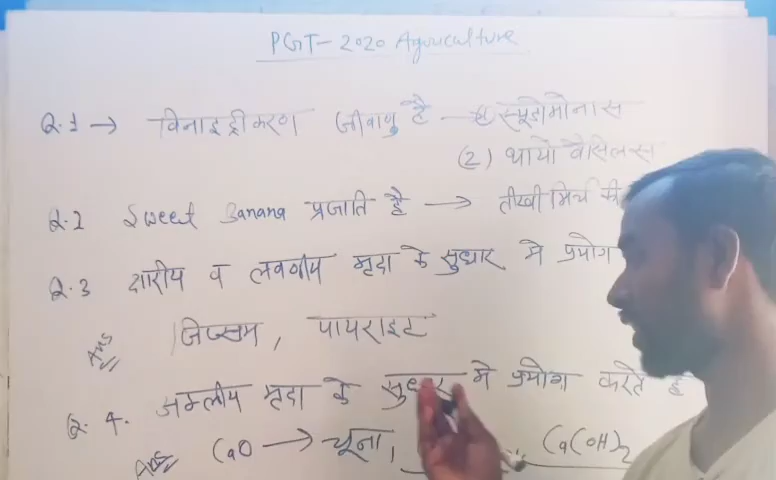 PGT-2020 Agriculture
Q.1 → विनाइट्रीकरण जीवाणु है — (1) स्यूडोमोनास
(2) थायो बैसिलस
Q.2 Sweet Banana प्रजाति है → तीखी मिर्च की
Q.3 क्षारीय व लवणीय मृदा के सुधार मे प्रयोग
Ans जिप्सम, पायराइट
Q.4. अम्लीय मृदा के सुधार मे प्रयोग करते है
Ans CaO → चूना, Ca(OH)2